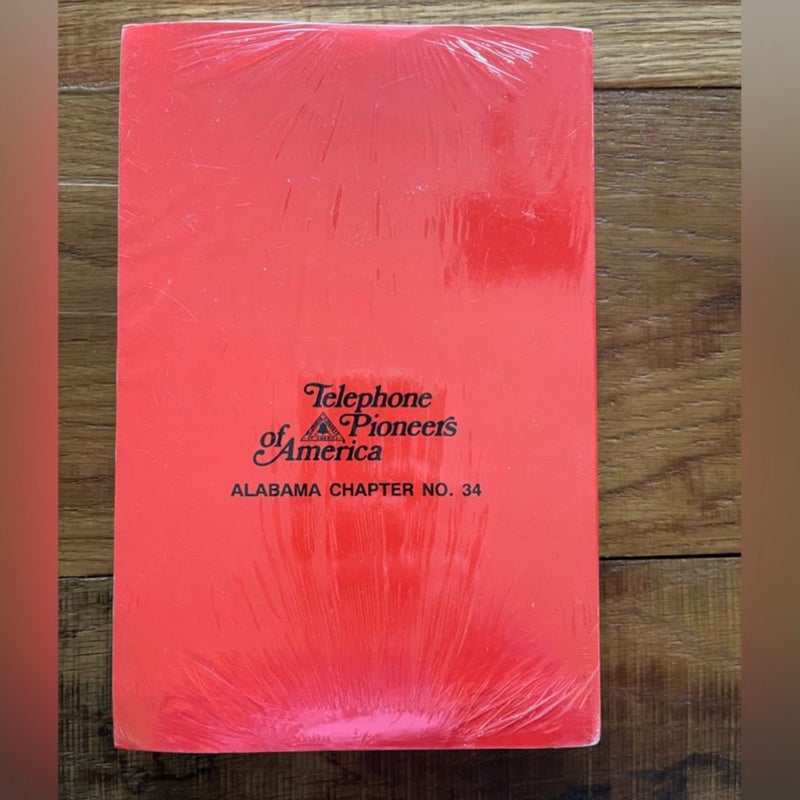 Telephone
Pioneers
of America
ALABAMA CHAPTER NO. 34